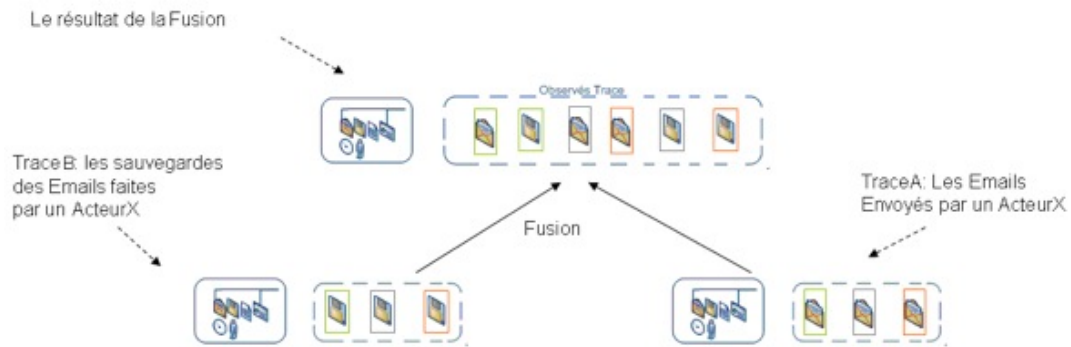 Le résultat de la Fusion
Observés Trace
Trace B: les sauvegardes
des Emails faites
par un ActeurX
TraceA: Les Emails
Envoyés par un ActeurX
Fusion